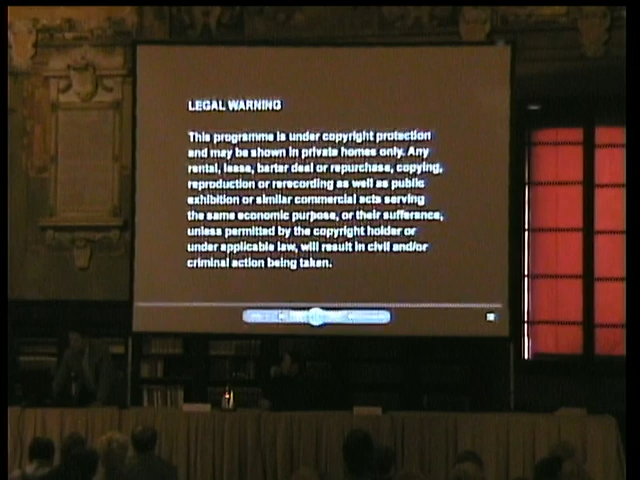 LEGAL WARNING
This programme is under copyright protection
and may be shown in private homes only. Any
rental, lease, barter deal or repurchase, copying,
reproduction or rerecording as well as public
exhibition or similar commercial acts serving
the same economic purpose, or their sufferance,
unless permitted by the copyright holder or
under applicable law, will result in civil and/or
criminal action being taken.